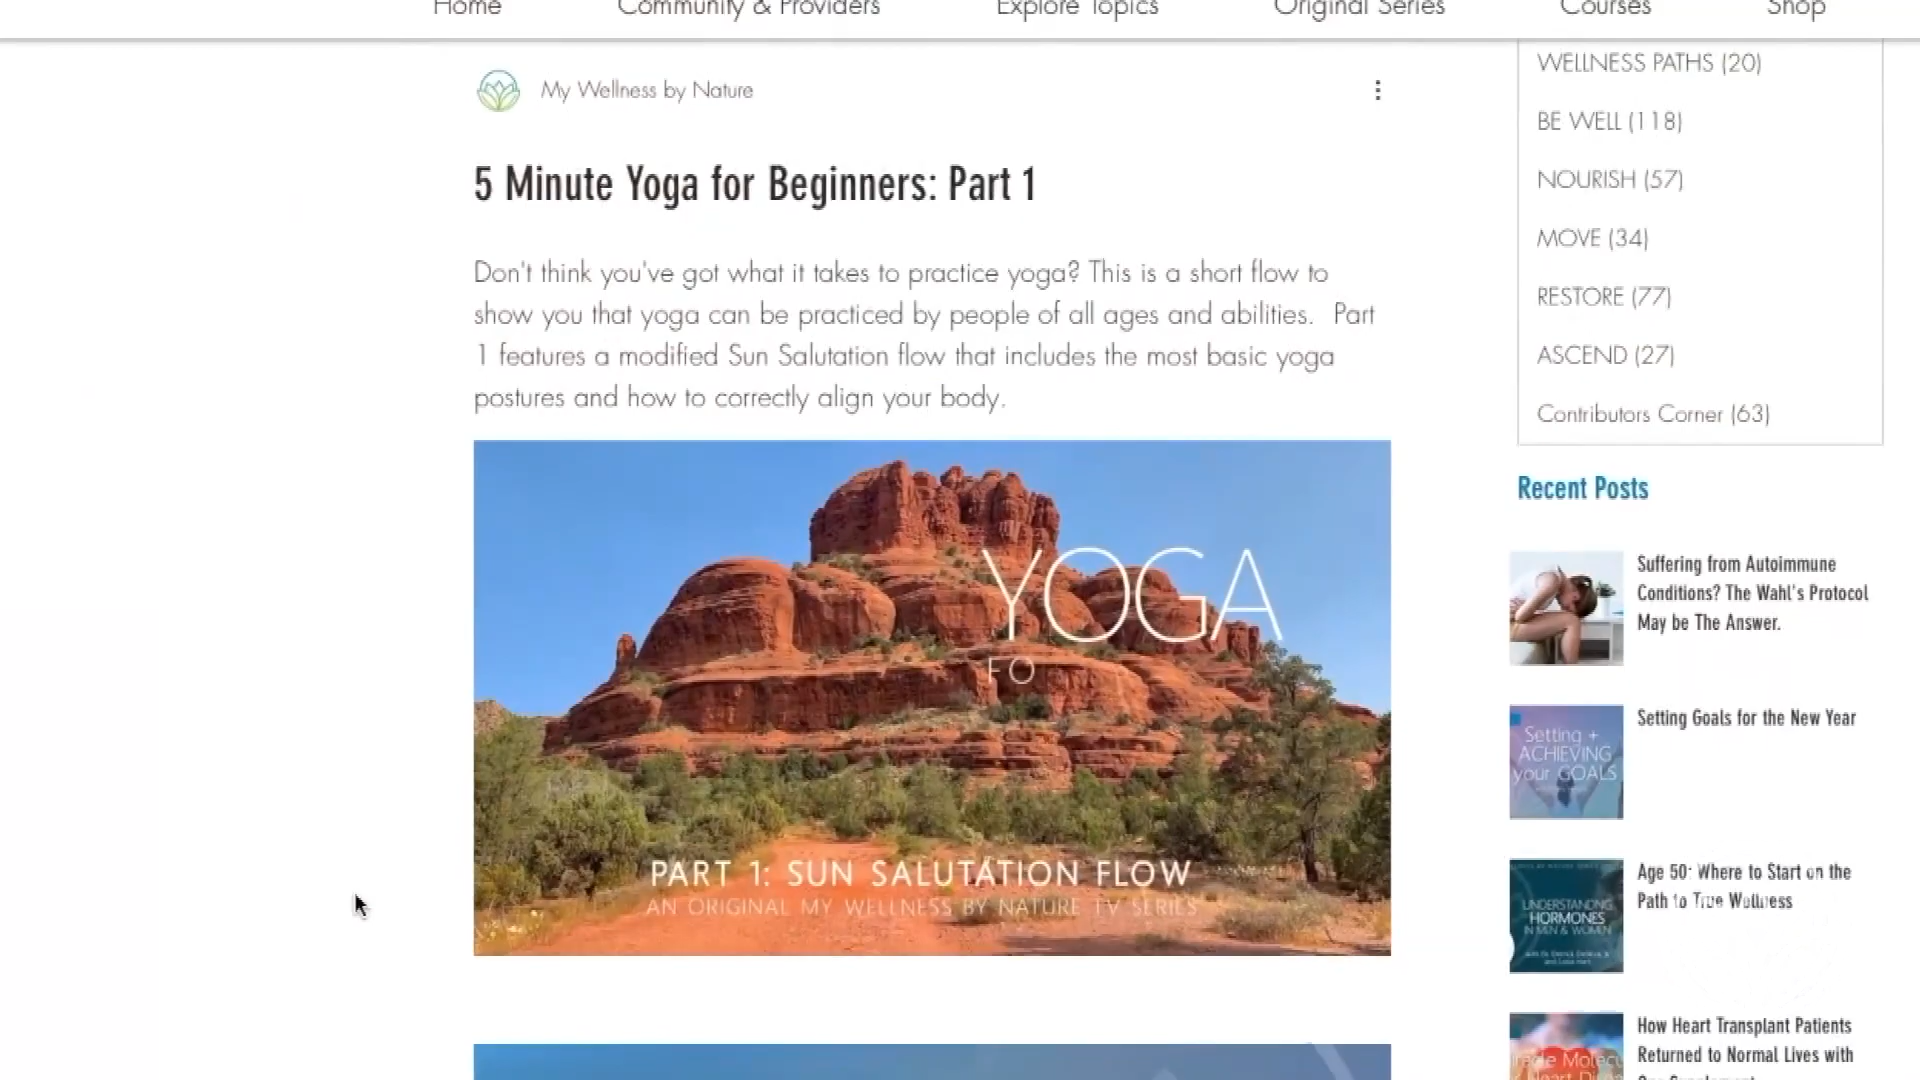 Home
Community & Providers
Explore Topics
Original Series
Courses
Shop
My Wellness by Nature
5 Minute Yoga for Beginners: Part 1
Don't think you've got what it takes to practice yoga? This is a short flow to
show you that yoga can be practiced by people of all ages and abilities. Part
1 features a modified Sun Salutation flow that includes the most basic yoga
postures and how to correctly align your body.
YOGA
FO
PART 1: SUN SALUTATION FLOW
AN ORIGINAL MY WELLNESS BY NATURE TV SERIES
WELLNESS PATHS (20)
BE WELL (118)
NOURISH (57)
MOVE (34)
RESTORE (77)
ASCEND (27)
Contributors Corner (63)
Recent Posts
Suffering from Autoimmune
Conditions? The Wahl's Protocol
May be The Answer.
Setting +
ACHIEVING
your GOALS
Setting Goals for the New Year
UNDERSTANDING
HORMONES
IN MEN & WOMEN
Age 50: Where to Start on the
Path to True Wellness
How Heart Transplant Patients
Returned to Normal Lives with